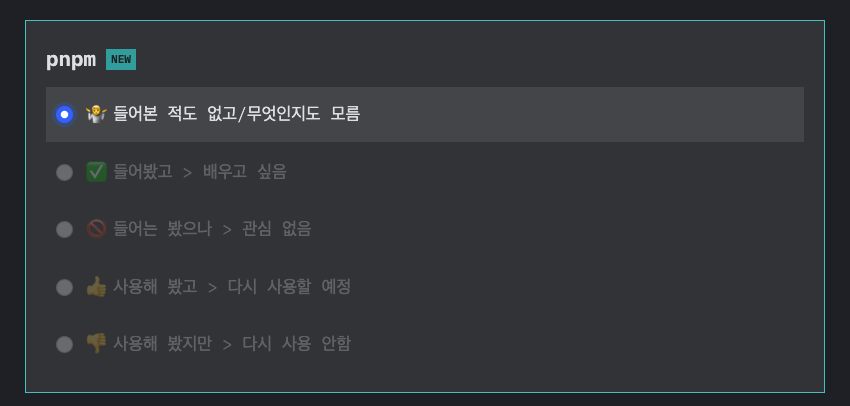 pnpm NEW
🤷 들어본 적도 없고/무엇인지도 모름
✅ 들어봤고 > 배우고 싶음
🚫 들어는 봤으나 > 관심 없음
👍 사용해 봤고 > 다시 사용할 예정
👎 사용해 봤지만 > 다시 사용 안함